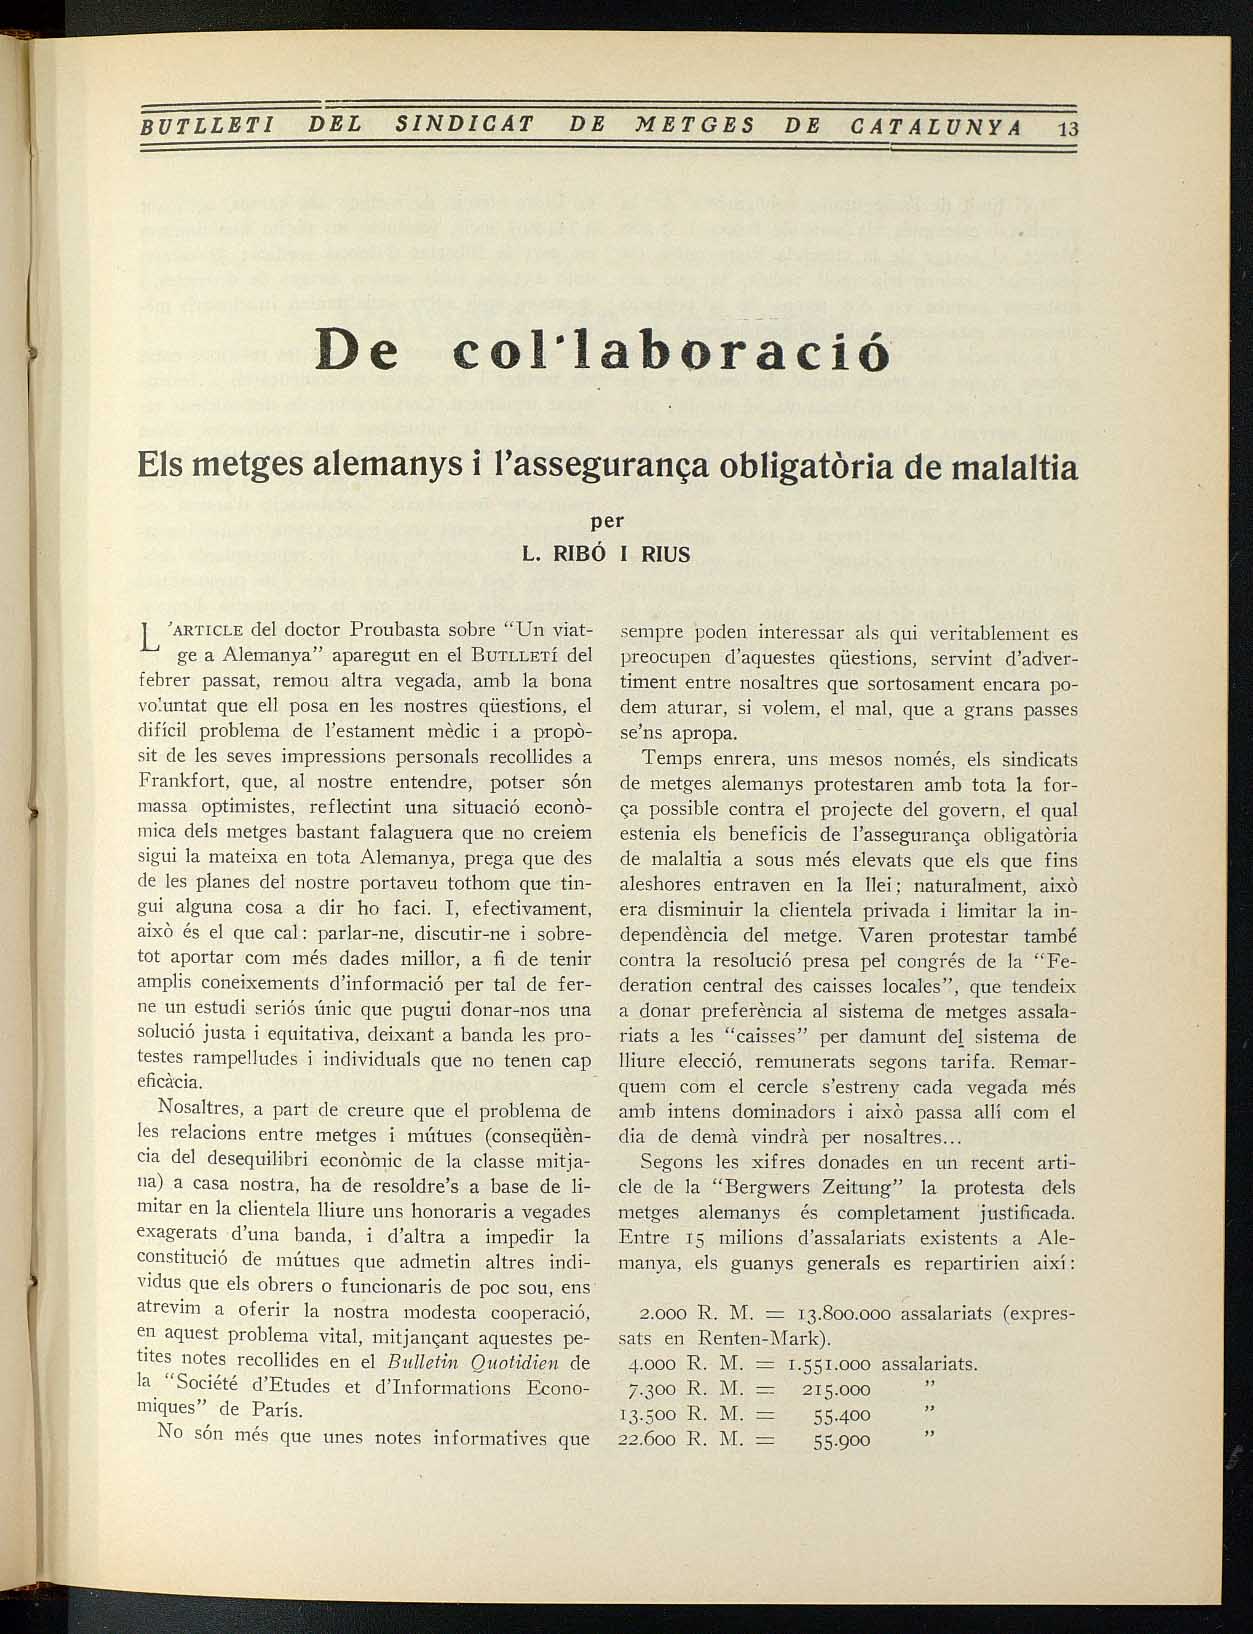 BUTLLETI DEL SINDICAT DE METGES DE CATALUNYA 13
De col·laboració
Els metges alemanys i l'assegurança obligatòria de malaltia
per
L. RIBÓ I RIUS
L'ARTICLE del doctor Proubasta sobre "Un viat-
ge a Alemanya" aparegut en el BUTLLETÍ del
febrer passat, remou altra vegada, amb la bona
voluntat que ell posa en les nostres qüestions, el
difícil problema de l'estament mèdic i a propò-
sit de les seves impressions personals recollides a
Frankfort, que, al nostre entendre, potser són
massa optimistes, reflectint una situació econò-
mica dels metges bastant falaguera que no creiem
sigui la mateixa en tota Alemanya, prega que des
de les planes del nostre portaveu tothom que tin-
gui alguna cosa a dir ho faci. I, efectivament,
això és el que cal: parlar-ne, discutir-ne i sobre-
tot aportar com més dades millor, a fi de tenir
amplis coneixements d'informació per tal de fer-
ne un estudi seriós únic que pugui donar-nos una
solució justa i equitativa, deixant a banda les pro-
testes rampelludes i individuals que no tenen cap
eficàcia.
Nosaltres, a part de creure que el problema de
les relacions entre metges i mútues (conseqüèn-
cia del desequilibri econòmic de la classe mitja-
na) a casa nostra, ha de resoldre's a base de li-
mitar en la clientela lliure uns honoraris a vegades
exagerats d'una banda, i d'altra a impedir la
constitució de mútues que admetin altres indi-
vidus que els obrers o funcionaris de poc sou, ens
atrevim a oferir la nostra modesta cooperació,
en aquest problema vital, mitjançant aquestes pe-
tites notes recollides en el Bulletin Quotidien de
la "Société d'Etudes et d'Informations Econo-
miques" de París.
No són més que unes notes informatives que
sempre poden interessar als qui veritablement es
preocupen d'aquestes qüestions, servint d'adver-
timent entre nosaltres que sortosament encara po-
dem aturar, si volem, el mal, que a grans passes
se'ns apropa.
Temps enrera, uns mesos només, els sindicats
de metges alemanys protestaren amb tota la for-
ça possible contra el projecte del govern, el qual
estenia els beneficis de l'assegurança obligatòria
de malaltia a sous més elevats que els que fins
aleshores entraven en la llei; naturalment, això
era disminuir la clientela privada i limitar la in-
dependència del metge. Varen protestar també
contra la resolució presa pel congrés de la "Fe-
deration central des caisses locales", que tendeix
a donar preferència al sistema de metges assala-
riats a les "caisses" per damunt del sistema de
lliure elecció, remunerats segons tarifa. Remar-
quem com el cercle s'estreny cada vegada més
amb intens dominadors i això passa allí com el
dia de demà vindrà per nosaltres...
Segons les xifres donades en un recent arti-
cle de la "Bergwers Zeitung" la protesta dels
metges alemanys és completament justificada.
Entre 15 milions d'assalariats existents a Ale-
manya, els guanys generals es repartirien així:
2.000 R. M. = 13.800.000 assalariats (expres-
sats en Renten-Mark).
4.000 R. M. = 1.551.000 assalariats.
7.300 R. M. = 215.000 "
13.500 R. M. = 55.400 "
22.600 R. M. = 55.900 "